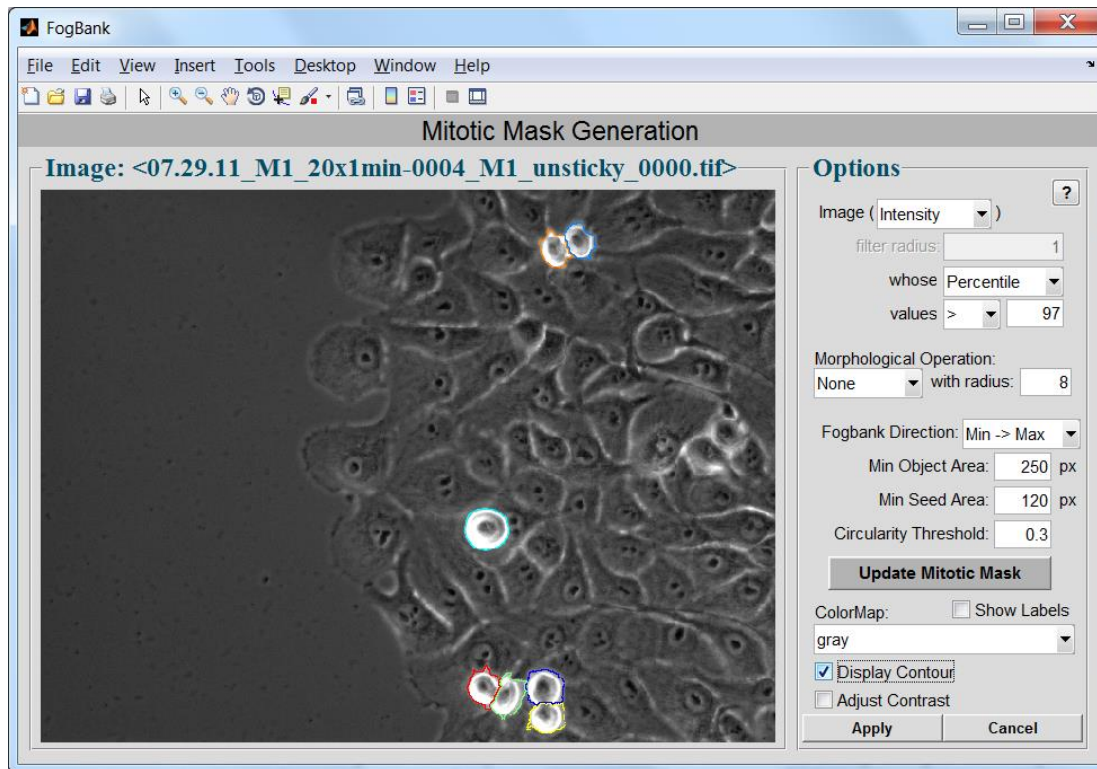 FogBank
File Edit View Insert Tools Desktop Window Help
Mitotic Mask Generation
Image: <07.29.11_M1_20x1min-0004_M1_unsticky_0000.tif>
Options
?
Image ( Intensity )
filter radius: 1
whose Percentile
values > 97
Morphological Operation:
None with radius: 8
Fogbank Direction: Min -> Max
Min Object Area: 250 px
Min Seed Area: 120 px
Circularity Threshold: 0.3
Update Mitotic Mask
ColorMap: Show Labels
gray
Display Contour
Adjust Contrast
Apply Cancel